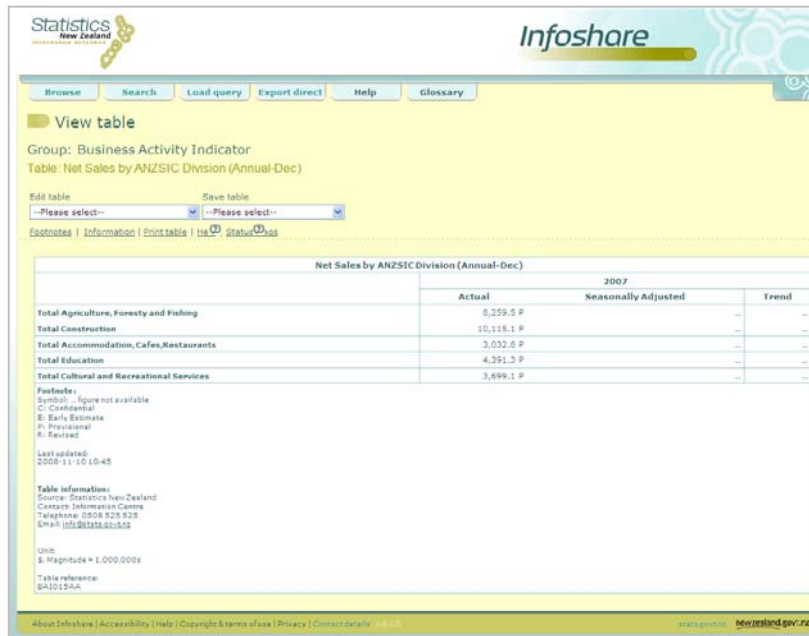 Statistics
New Zealand
Infoshare
Browse Search Load query Export direct Help Glossary
View table
Group: Business Activity Indicator
Table: Net Sales by ANZSIC Division (Annual-Dec)
Edit table Save table
--Please select-- --Please select--
Footnotes | Information | Print table | He Status
Net Sales by ANZSIC Division (Annual-Dec)
2007
Actual Seasonally Adjusted Trend
Total Agriculture, Foresty and Fishing 8,259.5 P .. ..
Total Construction 10,115.1 P .. ..
Total Accommodation, Cafes,Restaurants 3,032.8 P .. ..
Total Education 4,391.3 P .. ..
Total Cultural and Recreational Services 3,699.1 P .. ..
Footnote:
Symbol: .. figure not available
C: Confidential
E: Early Estimate
P: Provisional
R: Revised
Last updated:
2008-11-10 10:45
Table information:
Source: Statistics New Zealand
Contact: Information Centre
Telephone: 0508 525 525
Email: info@stats.govt.nz
Unit:
$, Magnitude = 1,000,000s
Table reference:
BAI015AA
About Infoshare | Accessibility | Help | Copyright & terms of use | Privacy | Contact details
stats.govt.nz newzealand.govt.nz